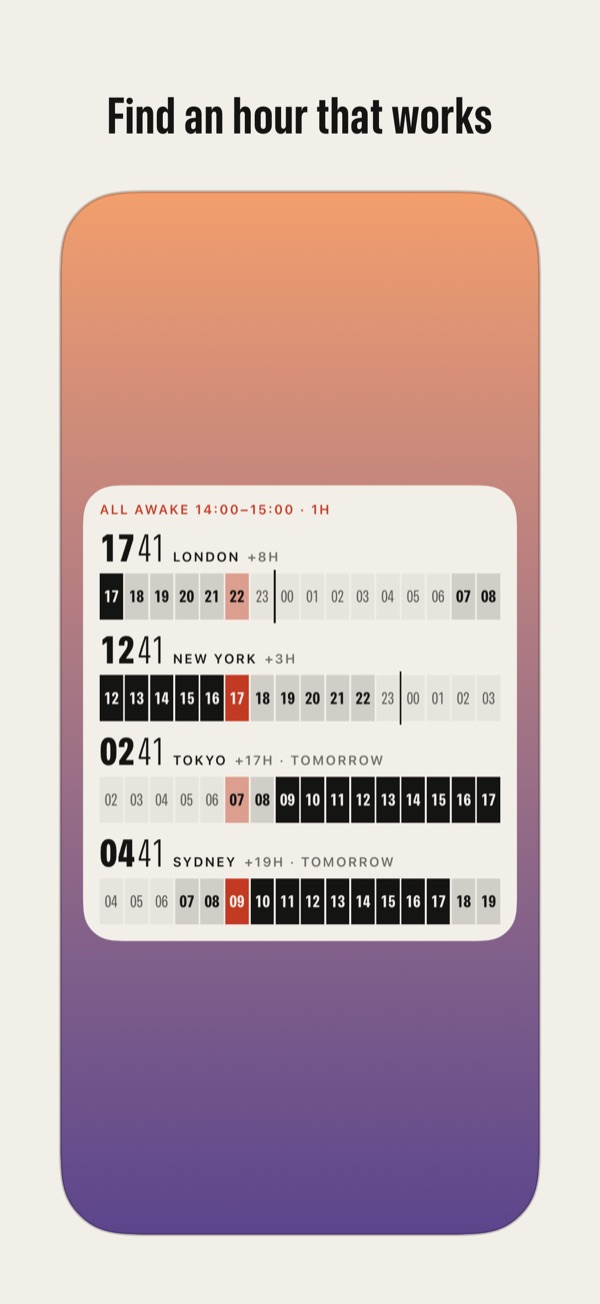 Find an hour that works
ALL AWAKE 14:00–15:00 · 1H
1741 LONDON +8H
17 18 19 20 21 22 23 00 01 02 03 04 05 06 07 08
1241 NEW YORK +3H
12 13 14 15 16 17 18 19 20 21 22 23 00 01 02 03
0241 TOKYO +17H · TOMORROW
02 03 04 05 06 07 08 09 10 11 12 13 14 15 16 17
0441 SYDNEY +19H · TOMORROW
04 05 06 07 08 09 10 11 12 13 14 15 16 17 18 19